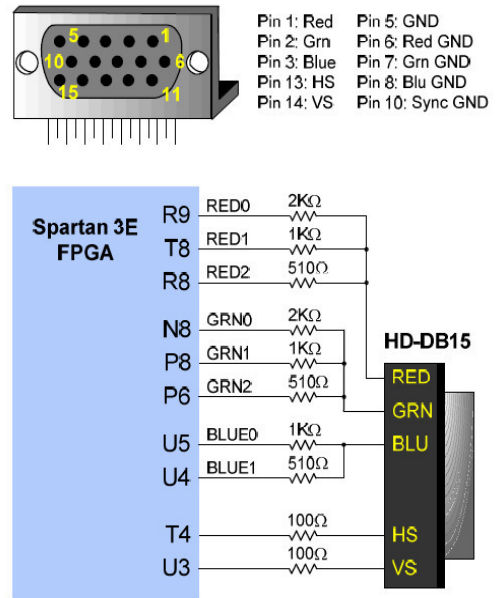 5 1
10 6
15 11
Pin 1: Red Pin 5: GND
Pin 2: Grn Pin 6: Red GND
Pin 3: Blue Pin 7: Grn GND
Pin 13: HS Pin 8: Blu GND
Pin 14: VS Pin 10: Sync GND
Spartan 3E
FPGA
R9 RED0 2KΩ
T8 RED1 1KΩ
R8 RED2 510Ω
N8 GRN0 2KΩ
P8 GRN1 1KΩ
P6 GRN2 510Ω
U5 BLUE0 1KΩ
U4 BLUE1 510Ω
T4 100Ω
U3 100Ω
HD-DB15
RED
GRN
BLU
HS
VS